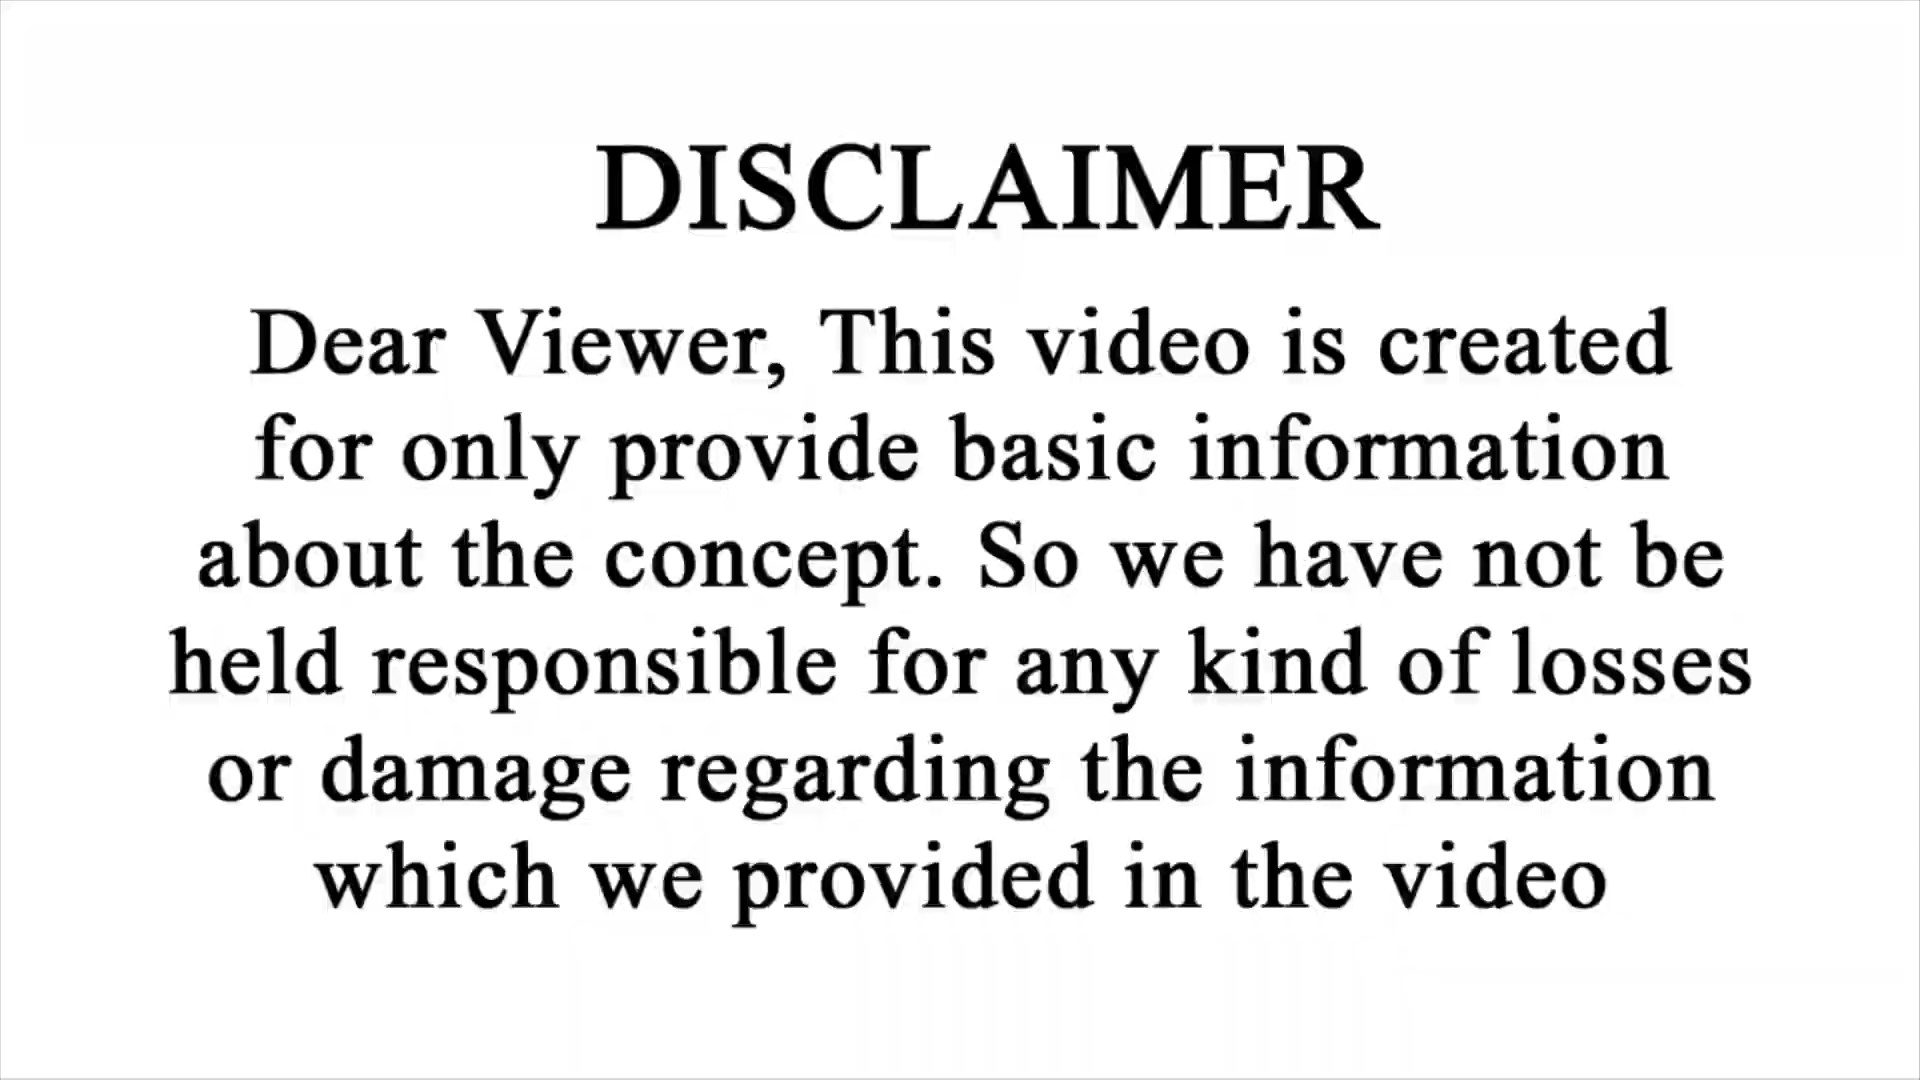 DISCLAIMER
Dear Viewer, This video is created
for only provide basic information
about the concept. So we have not be
held responsible for any kind of losses
or damage regarding the information
which we provided in the video